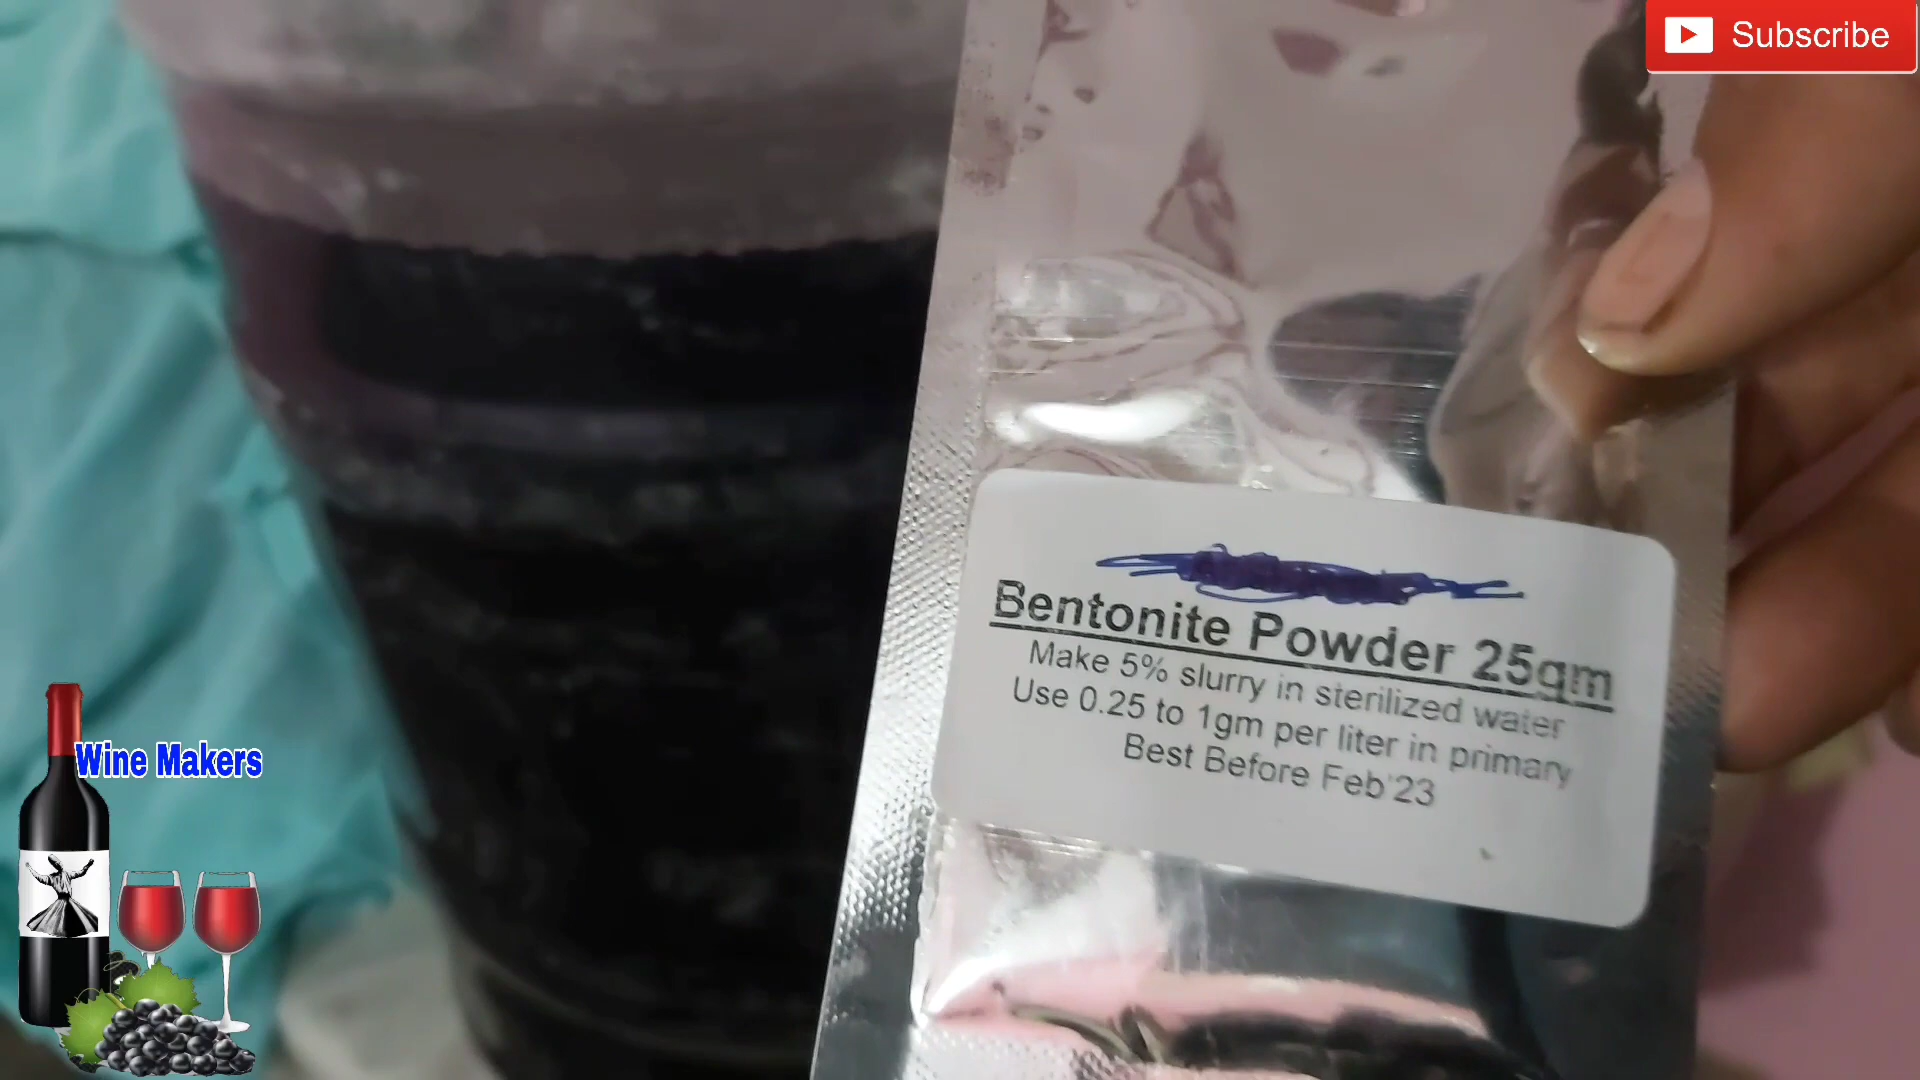 Subscribe
Bentonite Powder 25gm
Make 5% slurry in sterilized water
Use 0.25 to 1gm per liter in primary
Best Before Feb'23
Wine Makers